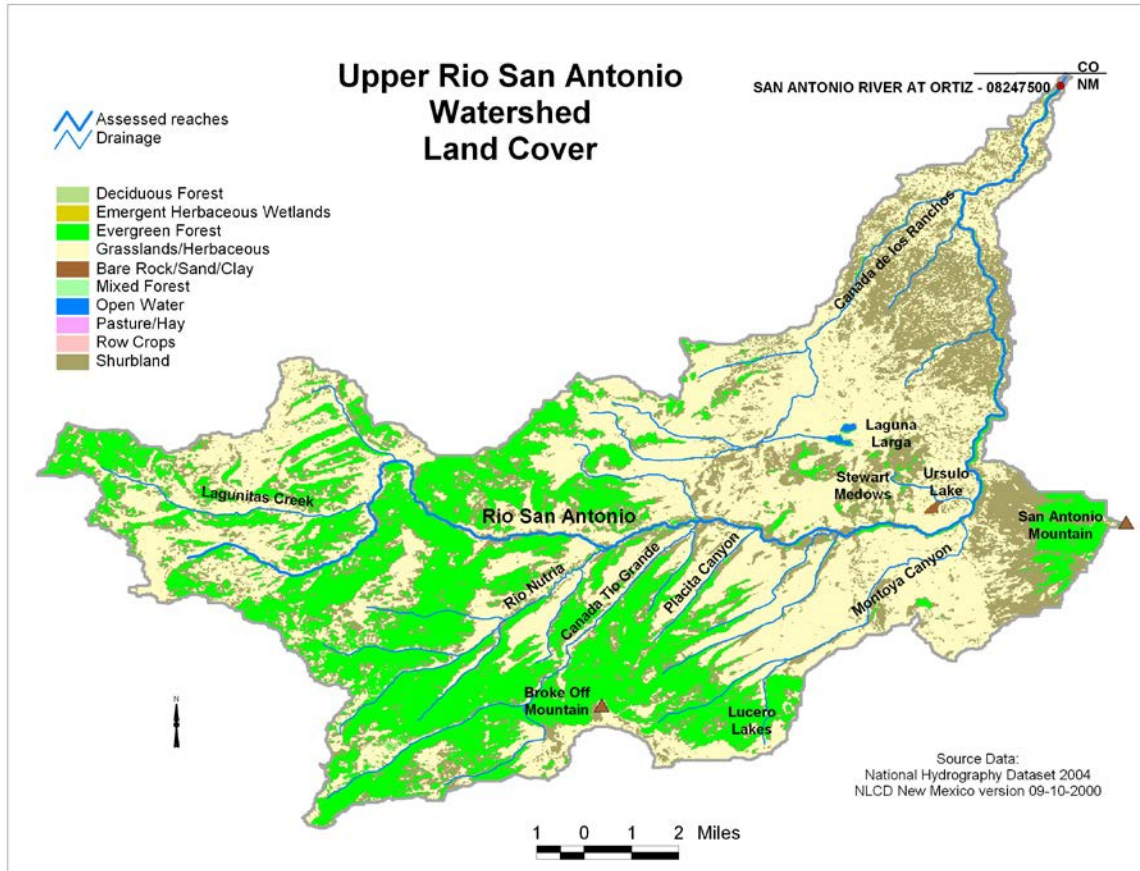 Upper Rio San Antonio
Watershed
Land Cover
CO
SAN ANTONIO RIVER AT ORTIZ - 08247500
NM
Assessed reaches
Drainage
Deciduous Forest
Emergent Herbaceous Wetlands
Evergreen Forest
Grasslands/Herbaceous
Bare Rock/Sand/Clay
Mixed Forest
Open Water
Pasture/Hay
Row Crops
Shurbland
Canada de los Ranchos
Laguna
Larga
Stewart
Medows
Ursulo
Lake
San Antonio
Mountain
Lagunitas Creek
Rio San Antonio
Rio Nutria
Canada Tio Grande
Placita Canyon
Montoya Canyon
Broke Off
Mountain
Lucero
Lakes
N
Source Data:
National Hydrography Dataset 2004
NLCD New Mexico version 09-10-2000
1 0 1 2 Miles